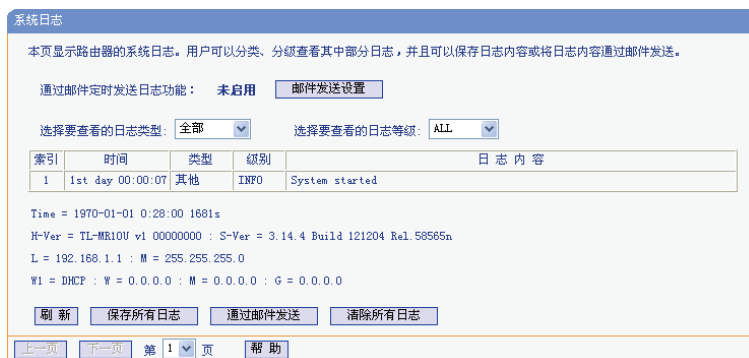 系统日志
本页显示路由器的系统日志。用户可以分类、分级查看其中部分日志，并且可以保存日志内容或将日志内容通过邮件发送。
通过邮件定时发送日志功能： 未启用 邮件发送设置
选择要查看的日志类型: 全部 选择要查看的日志等级: ALL
索引 时间 类型 级别 日 志 内 容
1 1st day 00:00:07 其他 INFO System started
Time = 1970-01-01 0:28:00 1681s
H-Ver = TL-MR10U v1 00000000 : S-Ver = 3.14.4 Build 121204 Rel.58565n
L = 192.168.1.1 : M = 255.255.255.0
W1 = DHCP : W = 0.0.0.0 : M = 0.0.0.0 : G = 0.0.0.0
刷 新 保存所有日志 通过邮件发送 清除所有日志
上一页 下一页 第 1 页 帮 助